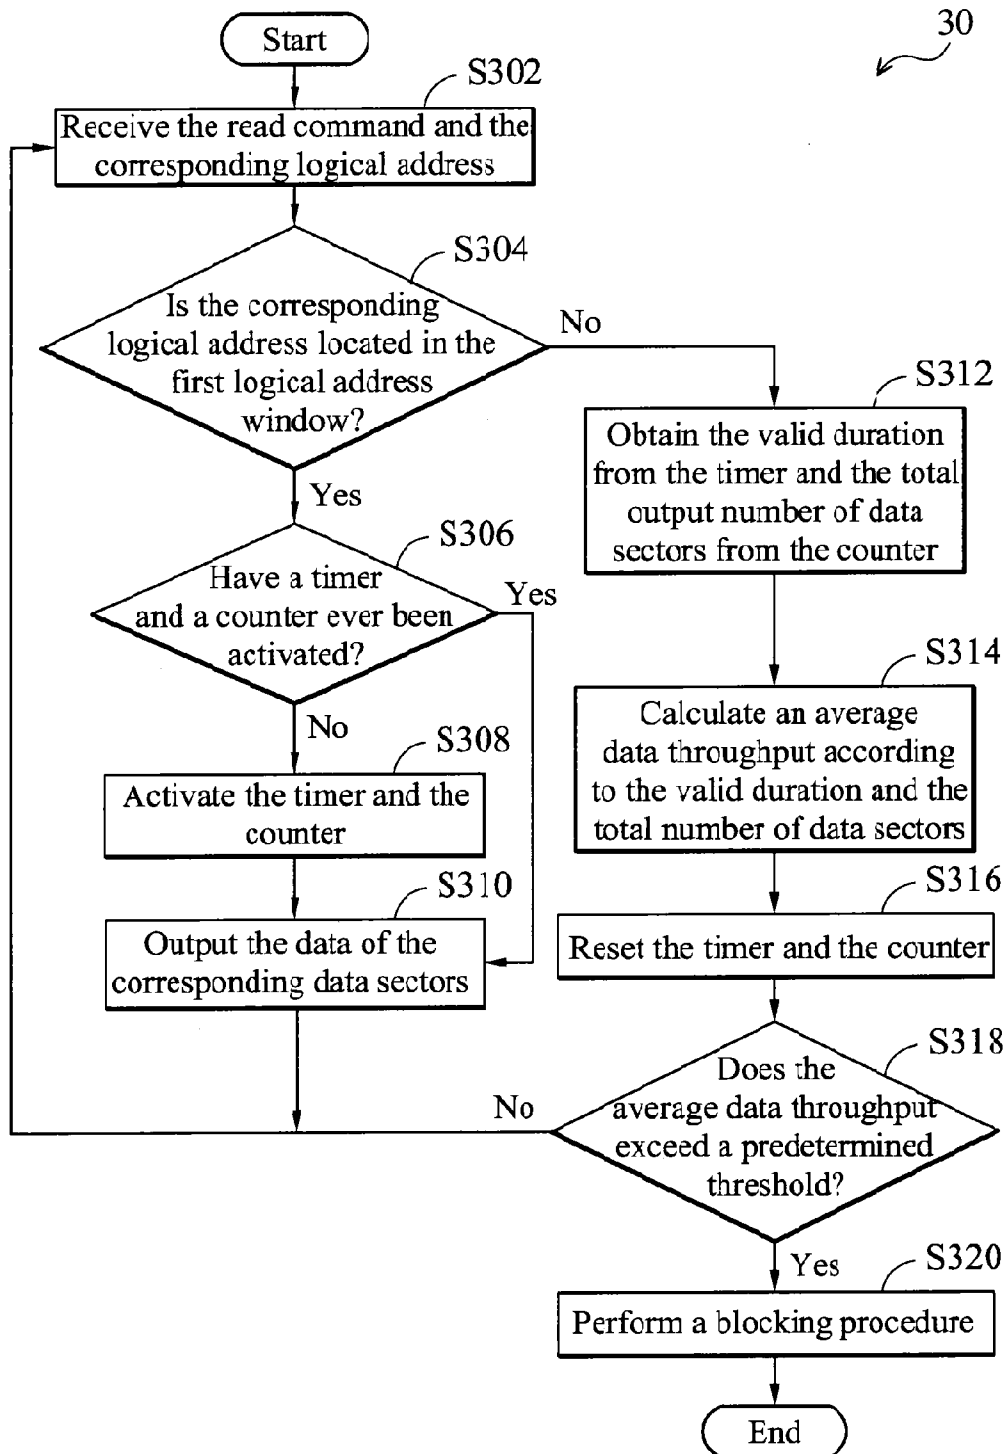 30
Start
S302
Receive the read command and the
corresponding logical address
S304
Is the corresponding
logical address located in the
first logical address
window?
No
Yes
S306
Have a timer
and a counter ever been
activated?
Yes
No
S308
Activate the timer and the
counter
S310
Output the data of the
corresponding data sectors
S312
Obtain the valid duration
from the timer and the total
output number of data
sectors from the counter
S314
Calculate an average
data throughput according
to the valid duration and the
total number of data sectors
S316
Reset the timer and the counter
S318
Does the
average data throughput
exceed a predetermined
threshold?
No
Yes
S320
Perform a blocking procedure
End